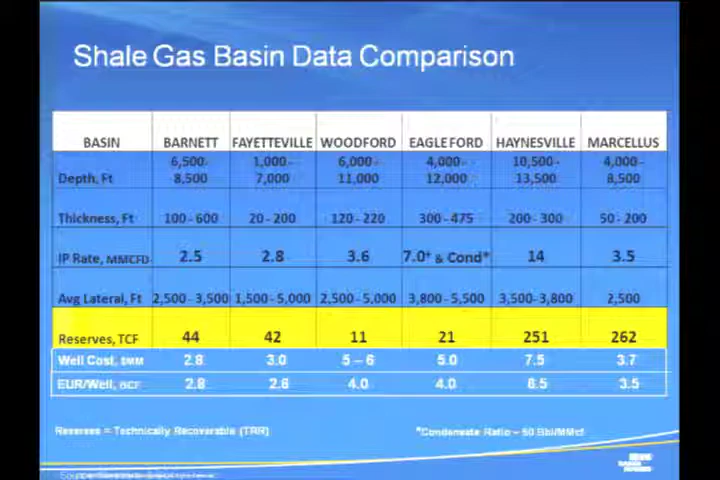 Shale Gas Basin Data Comparison
BASIN BARNETT FAYETTEVILLE WOODFORD EAGLE FORD HAYNESVILLE MARCELLUS
Depth, Ft 6,500- 8,500 1,000- 7,000 6,000- 11,000 4,000- 12,000 10,500- 13,500 4,000- 8,500
Thickness, Ft 100 - 600 20 - 200 120 - 220 300 - 475 200 - 300 50 - 200
IP Rate, MMCFD 2.5 2.8 3.6 7.0* & Cond* 14 3.5
Avg Lateral, Ft 2,500 - 3,500 1,500 - 5,000 2,500 - 5,000 3,800 - 5,500 3,500 - 3,800 2,500
Reserves, TCF 44 42 11 21 251 262
Well Cost, $MM 2.8 3.0 5 – 6 5.0 7.5 3.7
EUR/Well, BCF 2.8 2.6 4.0 4.0 6.5 3.5
Reserves = Technically Recoverable (TRR)
*Condensate Ratio – 50 Bbl/MMcf